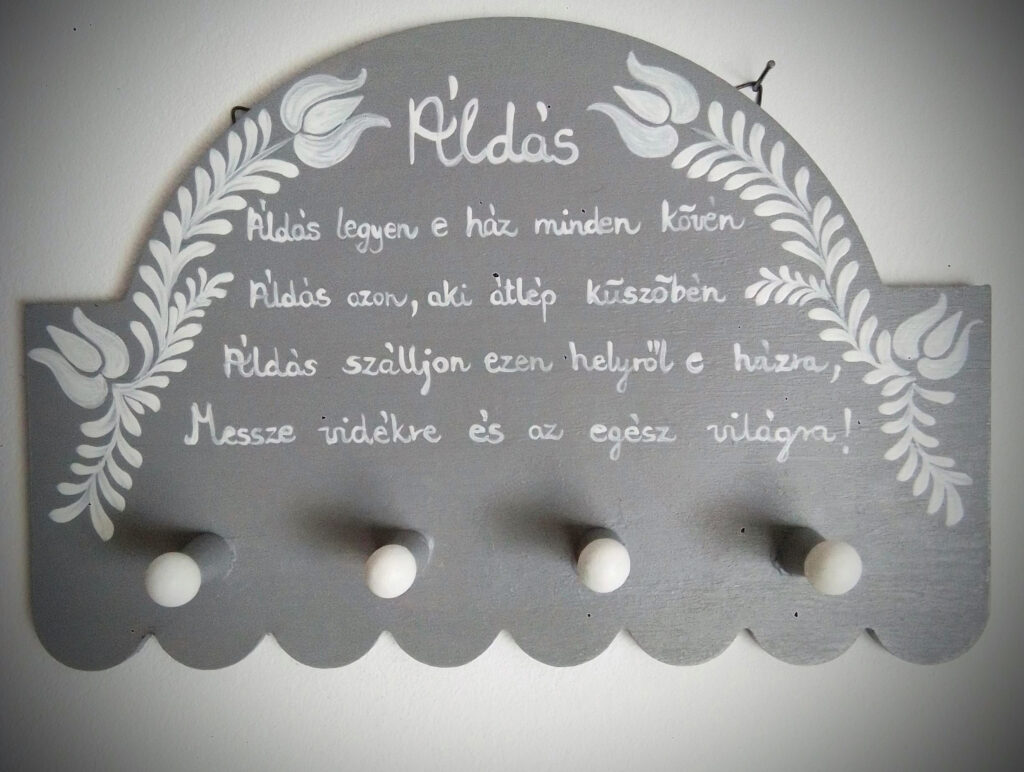 Áldás
Áldás legyen e ház minden kövén
Áldás azon, aki átlép küszöbén
Áldás szálljon ezen helyről e házra,
Messze vidékre és az egész világra!